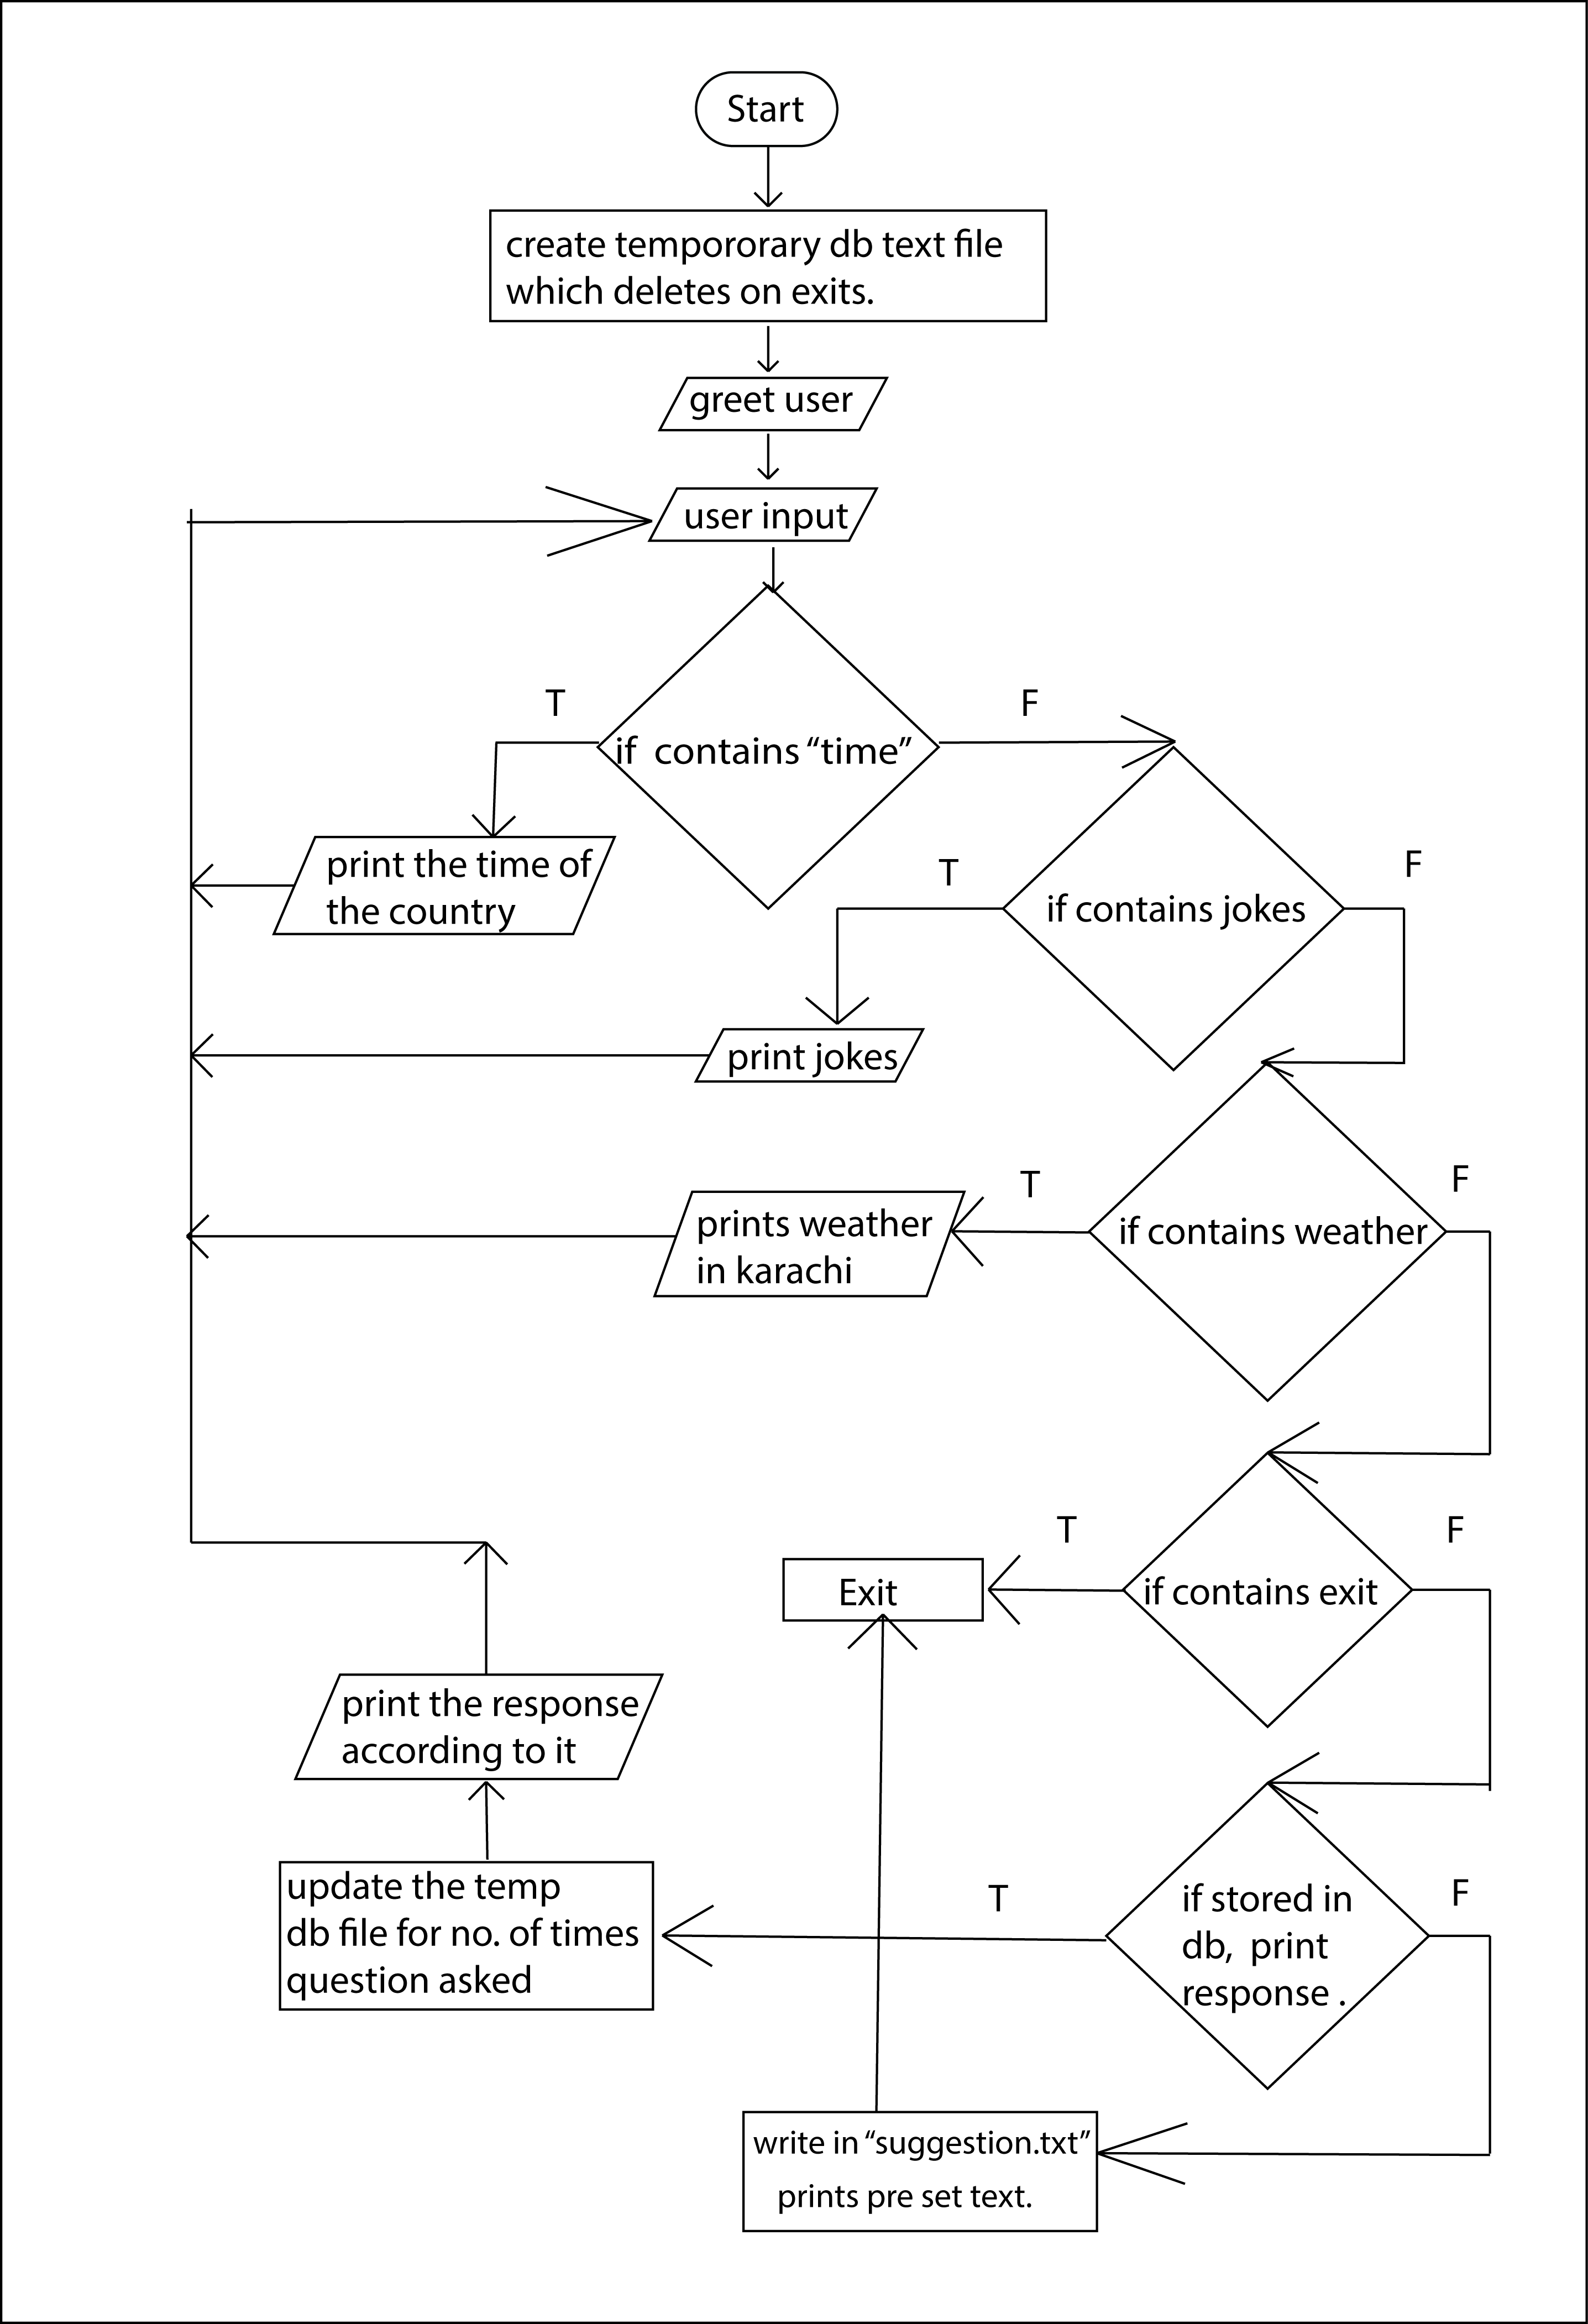 Start
create tempororary db text file
which deletes on exits.
greet user
user input
T
F
if  contains “time”
print the time of
the country
T
F
if contains jokes
print jokes
T
F
prints weather
in karachi
if contains weather
T
F
Exit
if contains exit
print the response
according to it
update the temp
db file for no. of times
question asked
T
F
if stored in
db,  print
response .
write in “suggestion.txt”
prints pre set text.